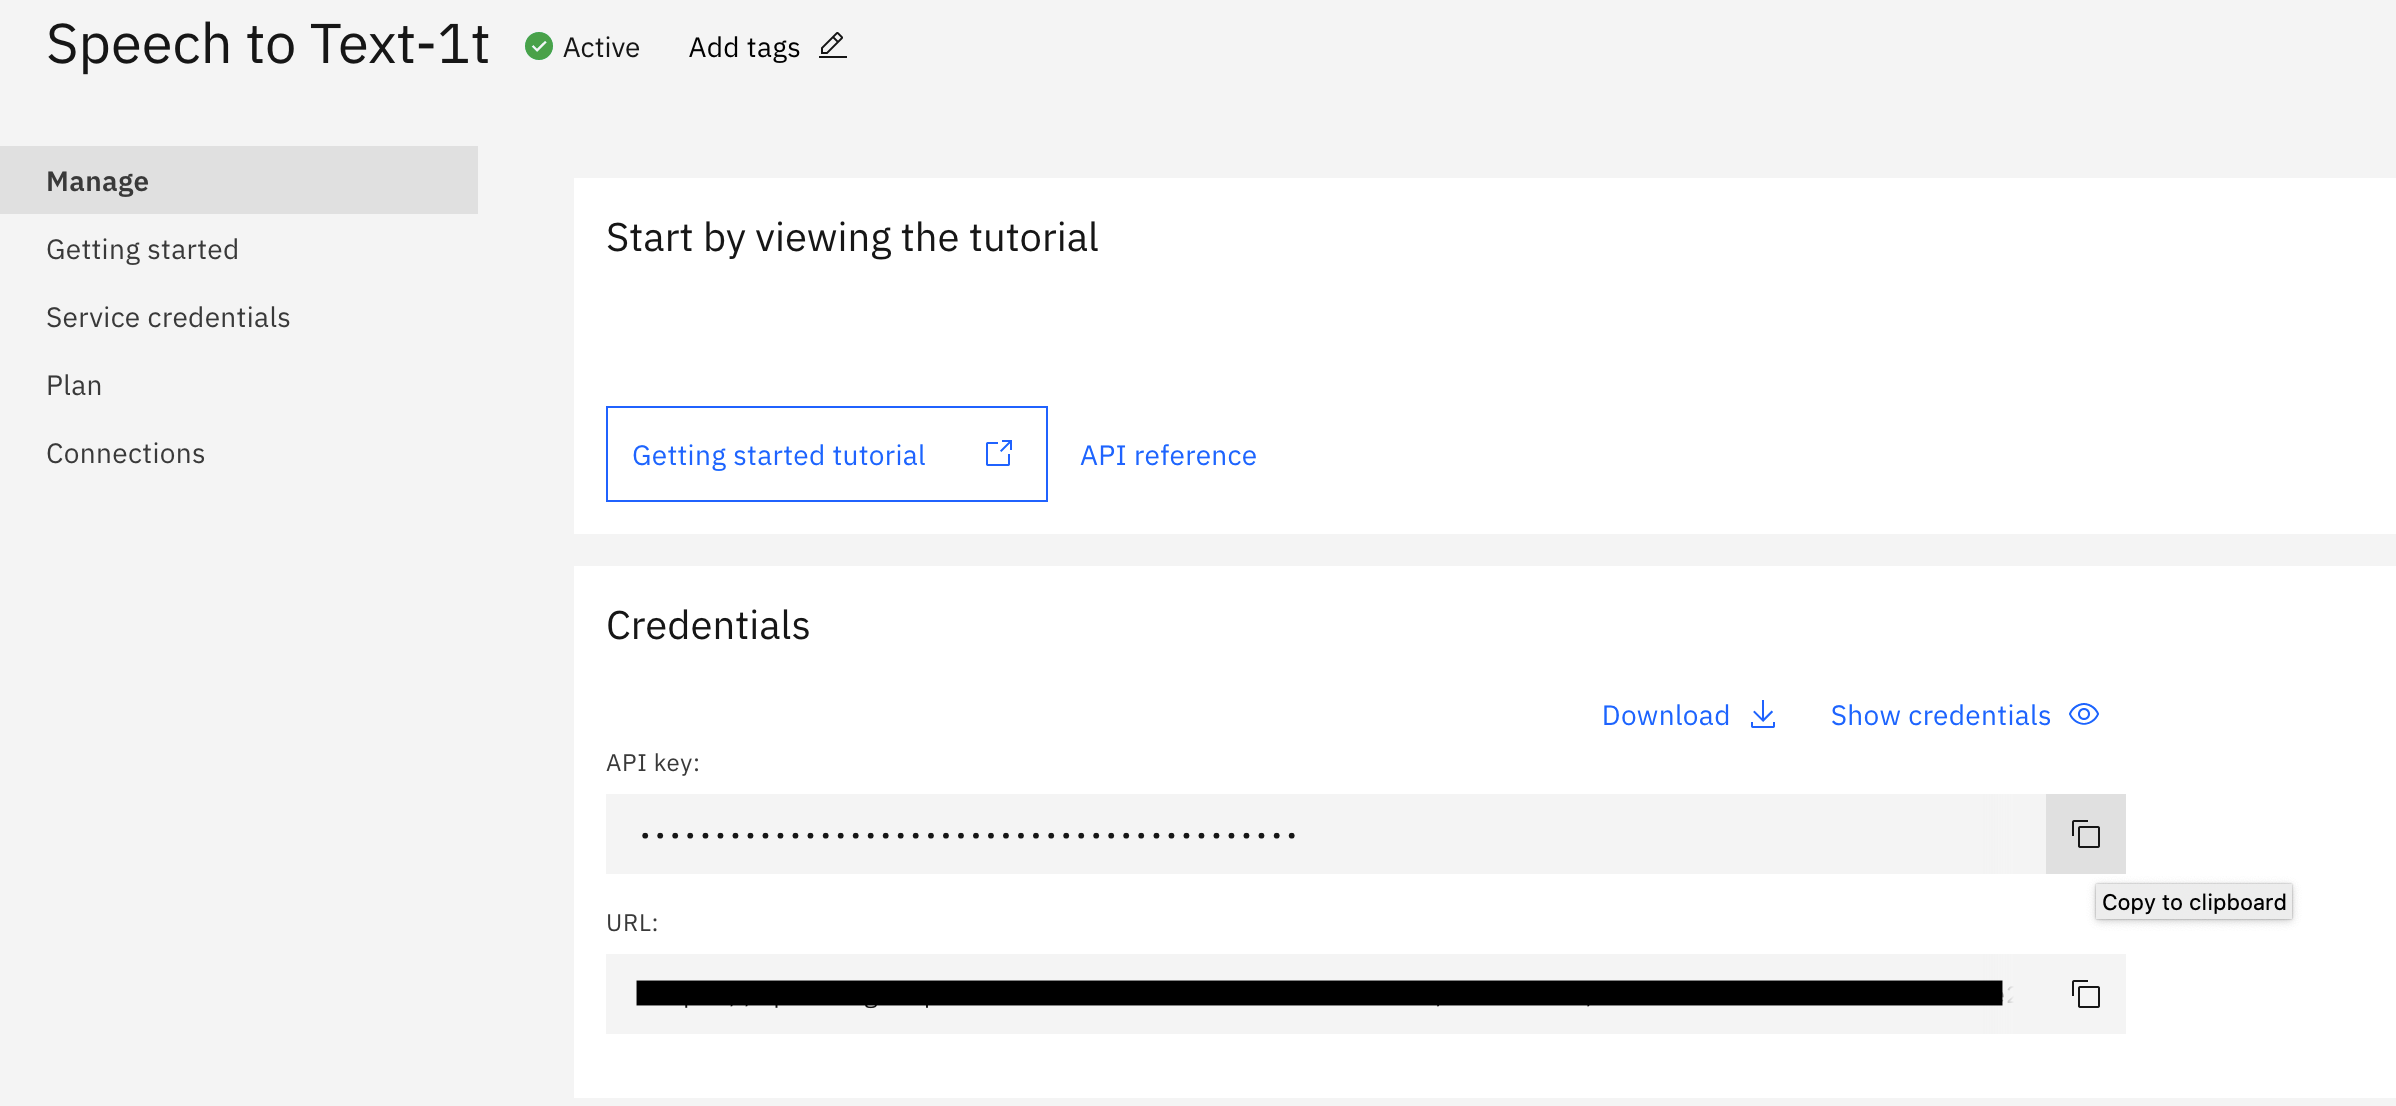 Speech to Text-1t
Active
Add tags
Manage
Getting started
Service credentials
Plan
Connections
Start by viewing the tutorial
Getting started tutorial
API reference
Credentials
Download
Show credentials
API key:
••••••••••••••••••••••••••••••••••••••••••••
Copy to clipboard
URL: